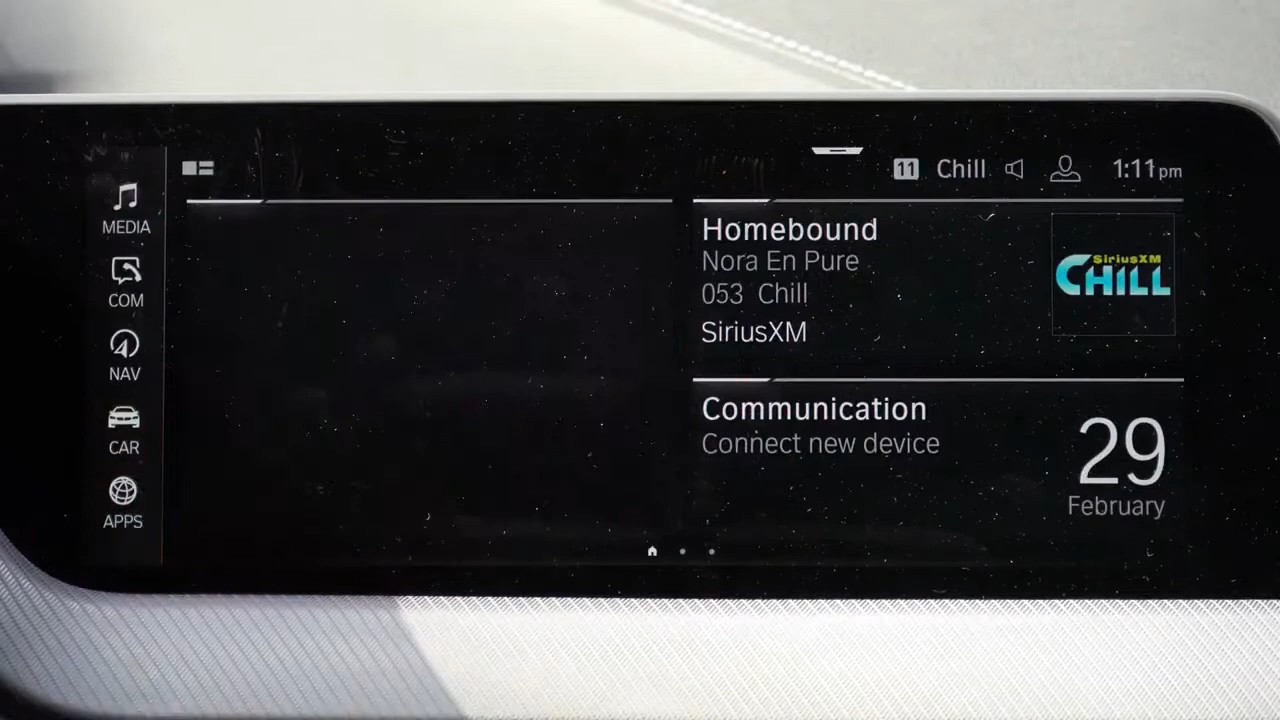 11 Chill 1:11pm
MEDIA
COM
NAV
CAR
APPS
Homebound
Nora En Pure
053 Chill
SiriusXM
SiriusXM
CHILL
Communication
Connect new device
29
February